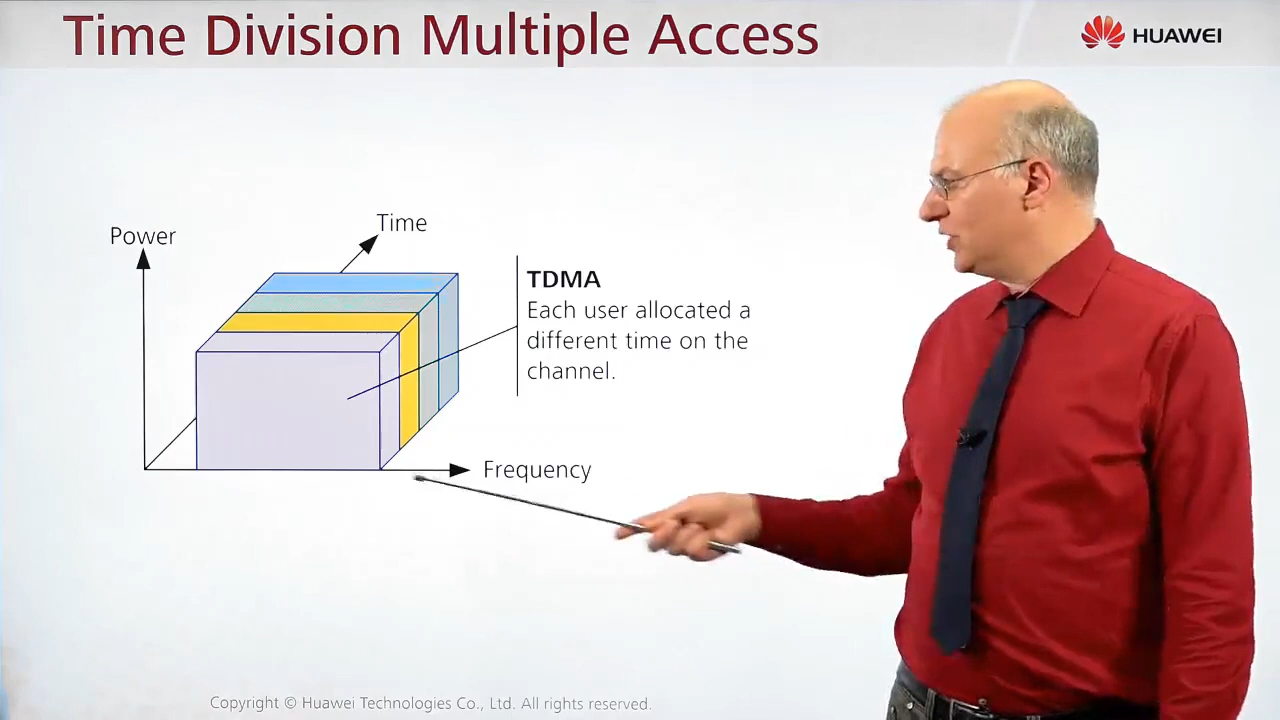 Time Division Multiple Access
HUAWEI
Power
Time
TDMA
Each user allocated a
different time on the
channel.
Frequency
Copyright © Huawei Technologies Co., Ltd. All rights reserved.